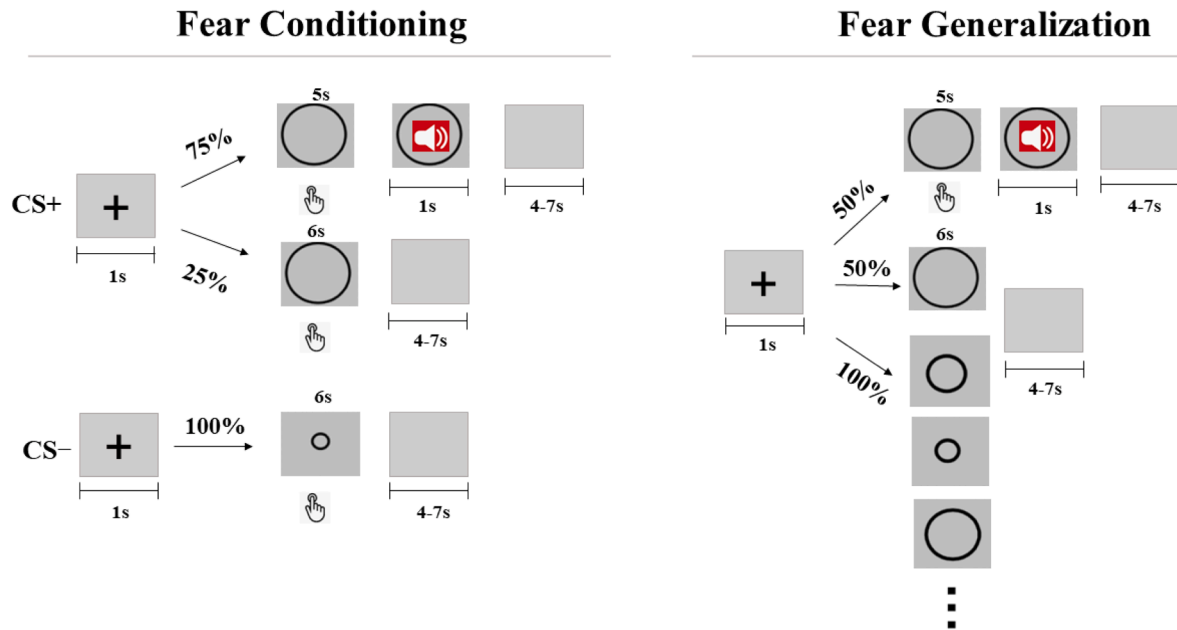 Fear Conditioning
CS+
1s
75%
5s
1s
4-7s
25%
6s
4-7s
CS−
1s
100%
6s
4-7s
Fear Generalization
1s
50%
5s
1s
4-7s
50%
6s
100%
4-7s